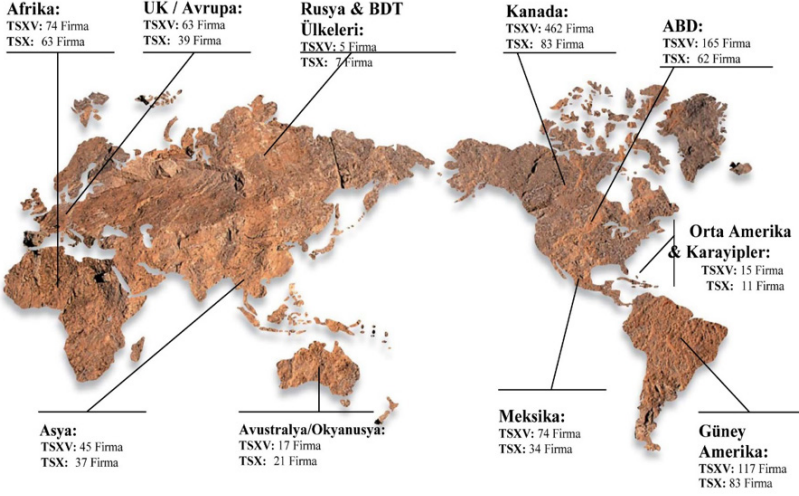 Afrika:
TSXV: 74 Firma
TSX: 63 Firma
UK / Avrupa:
TSXV: 63 Firma
TSX: 39 Firma
Rusya & BDT
Ülkeleri:
TSXV: 5 Firma
TSX: 7 Firma
Kanada:
TSXV: 462 Firma
TSX: 83 Firma
ABD:
TSXV: 165 Firma
TSX: 62 Firma
Orta Amerika
& Karayipler:
TSXV: 15 Firma
TSX: 11 Firma
Asya:
TSXV: 45 Firma
TSX: 37 Firma
Avustralya/Okyanusya:
TSXV: 17 Firma
TSX: 21 Firma
Meksika:
TSXV: 74 Firma
TSX: 34 Firma
Güney
Amerika:
TSXV: 117 Firma
TSX: 83 Firma